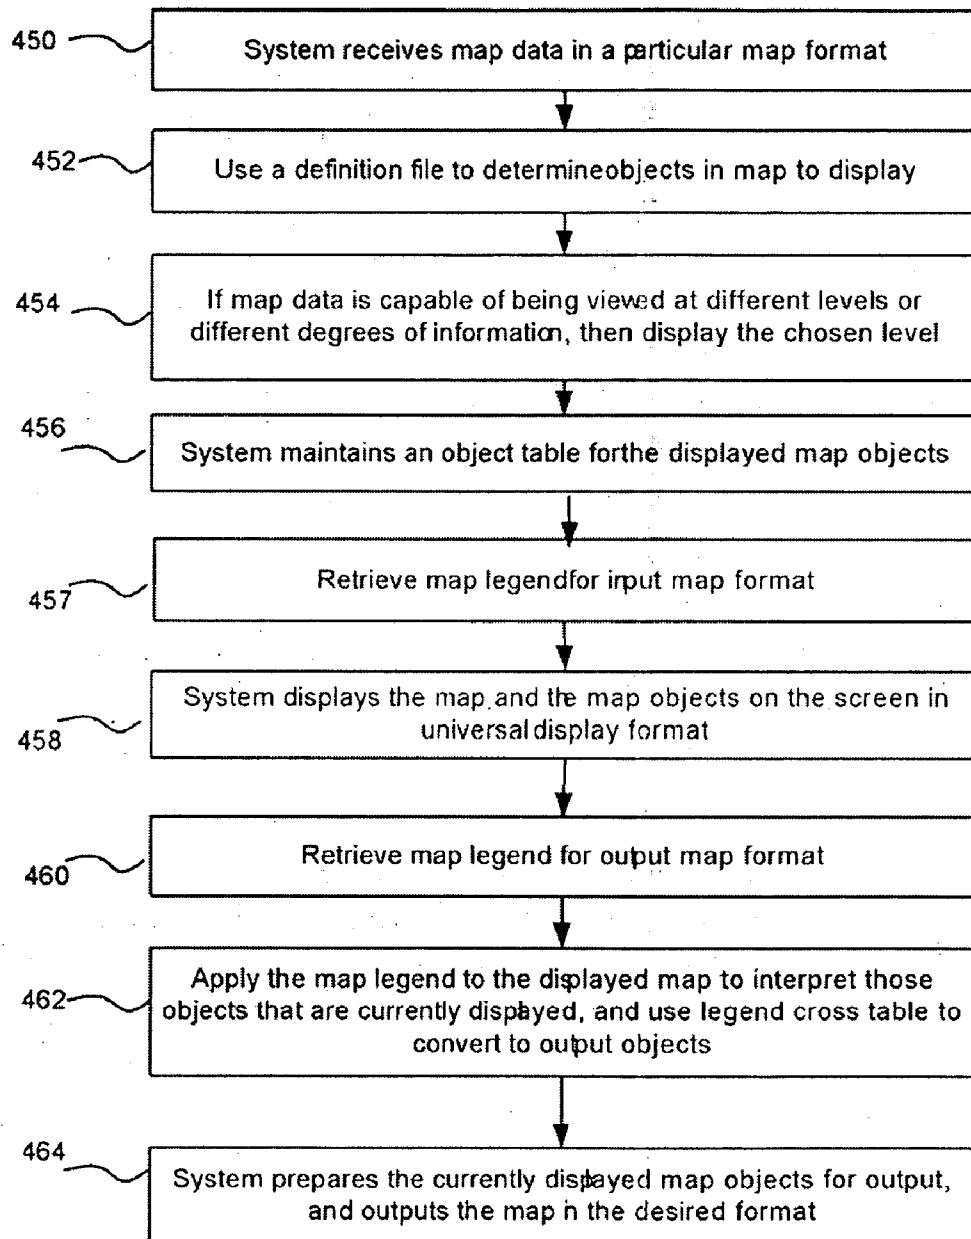 450
System receives map data in a particular map format
452
Use a definition file to determineobjects in map to display
454
If map data is capable of being viewed at different levels or
different degrees of information, then display the chosen level
456
System maintains an object table forthe displayed map objects
457
Retrieve map legendfor input map format
458
System displays the map and the map objects on the screen in
universal display format
460
Retrieve map legend for output map format
462
Apply the map legend to the displayed map to interpret those
objects that are currently displayed, and use legend cross table to
convert to output objects
464
System prepares the currently displayed map objects for output,
and outputs the map in the desired format